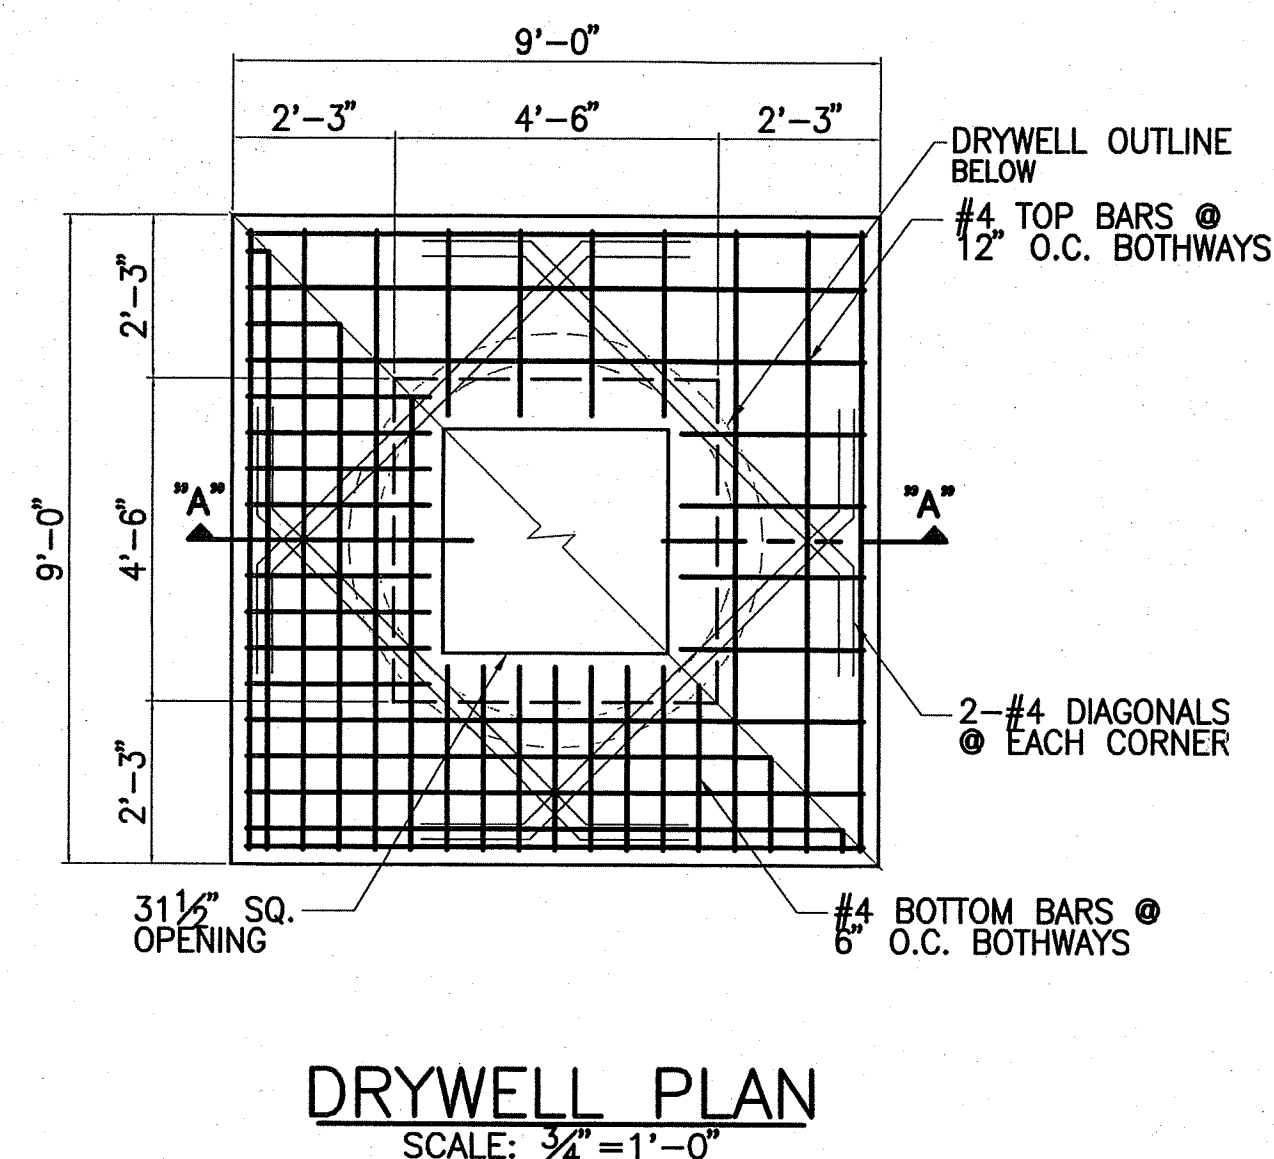 9'-0"
2'-3" 4'-6" 2'-3"
DRYWELL OUTLINE
BELOW
#4 TOP BARS @
12" O.C. BOTHWAYS
2'-3"
4'-6"
9'-0"
2'-3"
"A"
"A"
2-#4 DIAGONALS
@ EACH CORNER
31 1/2" SQ.
OPENING
#4 BOTTOM BARS @
6" O.C. BOTHWAYS
DRYWELL PLAN
SCALE: 3/4"=1'-0"